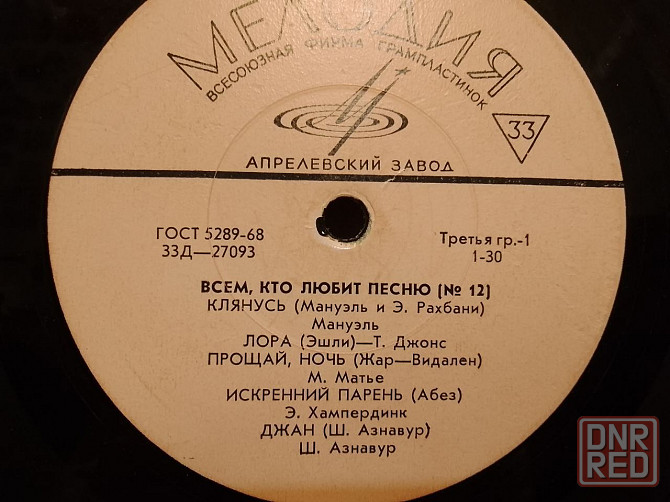 МЕЛОДИЯ
ВСЕСОЮЗНАЯ ФИРМА ГРАМПЛАСТИНОК
33
АПРЕЛЕВСКИЙ ЗАВОД
ГОСТ 5289-68
33Д—27093
Третья гр.-1
1-30
ВСЕМ, КТО ЛЮБИТ ПЕСНЮ (№ 12)
КЛЯНУСЬ (Мануэль и Э. Рахбани)
Мануэль
ЛОРА (Эшли)—Т. Джонс
ПРОЩАЙ, НОЧЬ (Жар—Видален)
М. Матье
ИСКРЕННИЙ ПАРЕНЬ (Абез)
Э. Хампердинк
ДЖАН (Ш. Азнавур)
Ш. Азнавур
DNR
RED